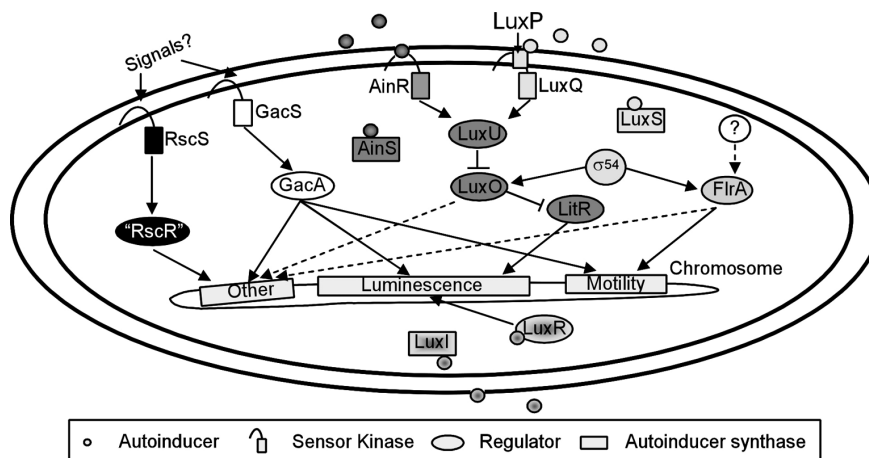 LuxP
Signals?
AinR
LuxQ
GacS
RscS
LuxU
LuxS
AinS
?
σ54
GacA
LuxO
FlrA
LitR
“RscR”
Chromosome
Other
Luminescence
Motility
LuxR
LuxI
Autoinducer
Sensor Kinase
Regulator
Autoinducer synthase